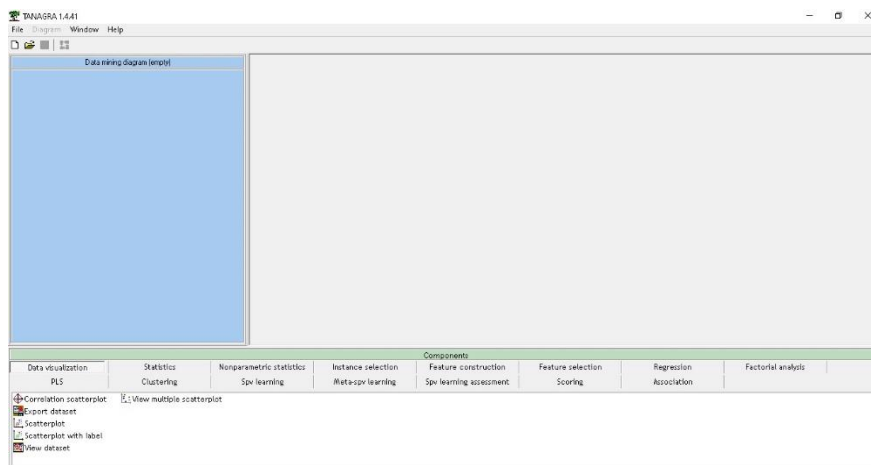 TANAGRA 1.4.41
File Diagram Window Help
Data mining diagram (empty)
Components
Data visualization Statistics Nonparametric statistics Instance selection Feature construction Feature selection Regression Factorial analysis
PLS Clustering Spv learning Meta-spv learning Spv learning assessment Scoring Association
Correlation scatterplot View multiple scatterplot
Export dataset
Scatterplot
Scatterplot with label
View dataset